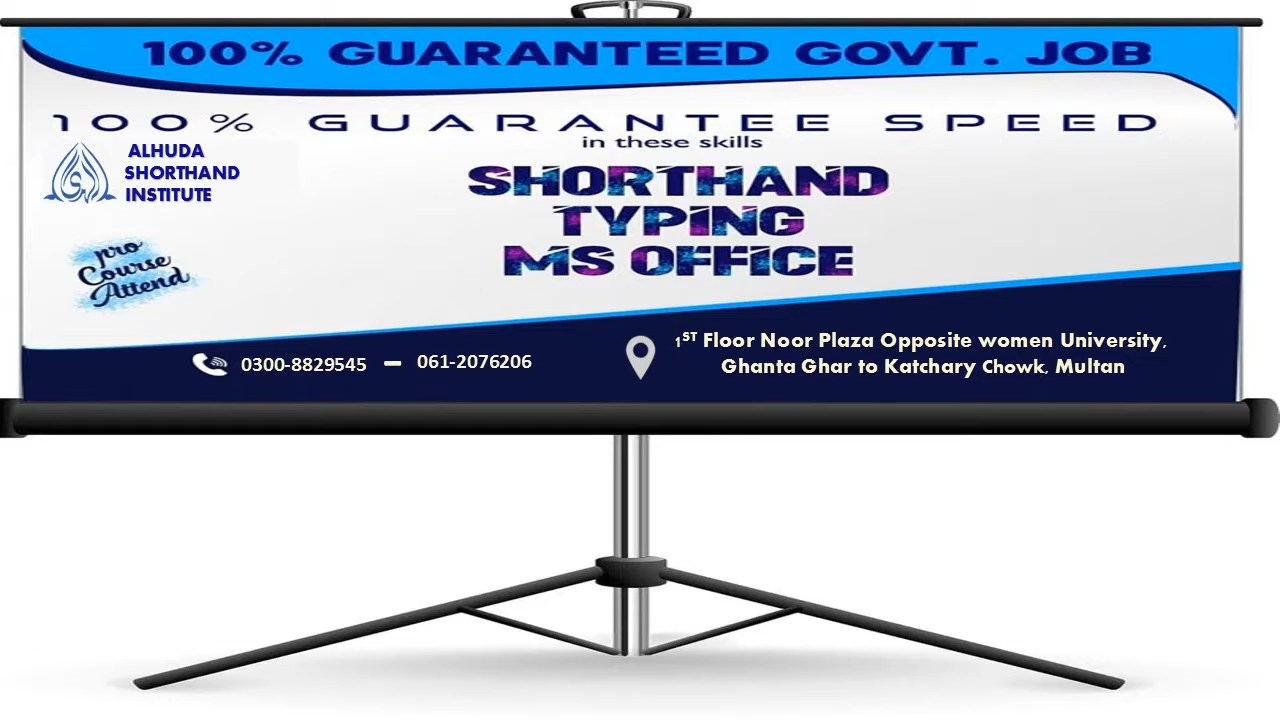 100% GUARANTEED GOVT. JOB
100% GUARANTEE SPEED
in these skills
ALHUDA
SHORTHAND
INSTITUTE
SHORTHAND
TYPING
MS OFFICE
pro
Course
Attend
0300-8829545 – 061-2076206
1ST Floor Noor Plaza Opposite women University,
Ghanta Ghar to Katchary Chowk, Multan